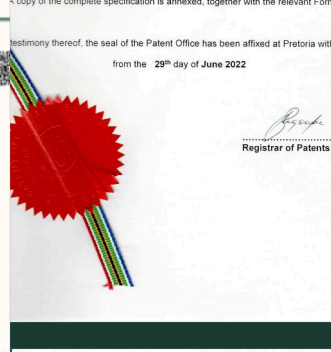 copy of the complete specification is annexed, together with the relevant Form
testimony thereof, the seal of the Patent Office has been affixed at Pretoria wit
from the 29th day of June 2022
Registrar of Patents